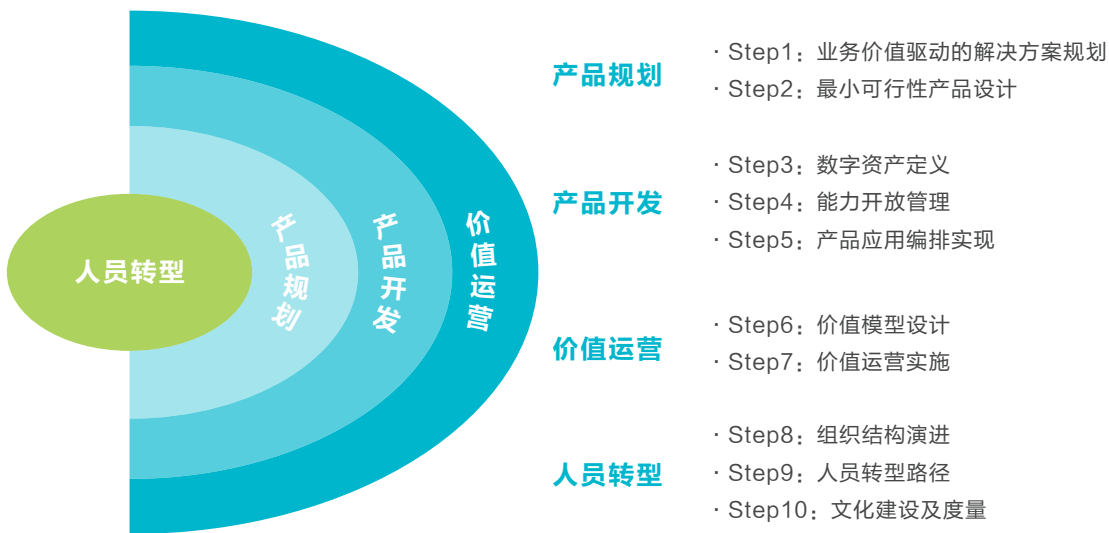 人员转型
产品规划
产品开发
价值运营
产品规划
· Step1：业务价值驱动的解决方案规划
· Step2：最小可行性产品设计
产品开发
· Step3：数字资产定义
· Step4：能力开放管理
· Step5：产品应用编排实现
价值运营
· Step6：价值模型设计
· Step7：价值运营实施
人员转型
· Step8：组织结构演进
· Step9：人员转型路径
· Step10：文化建设及度量